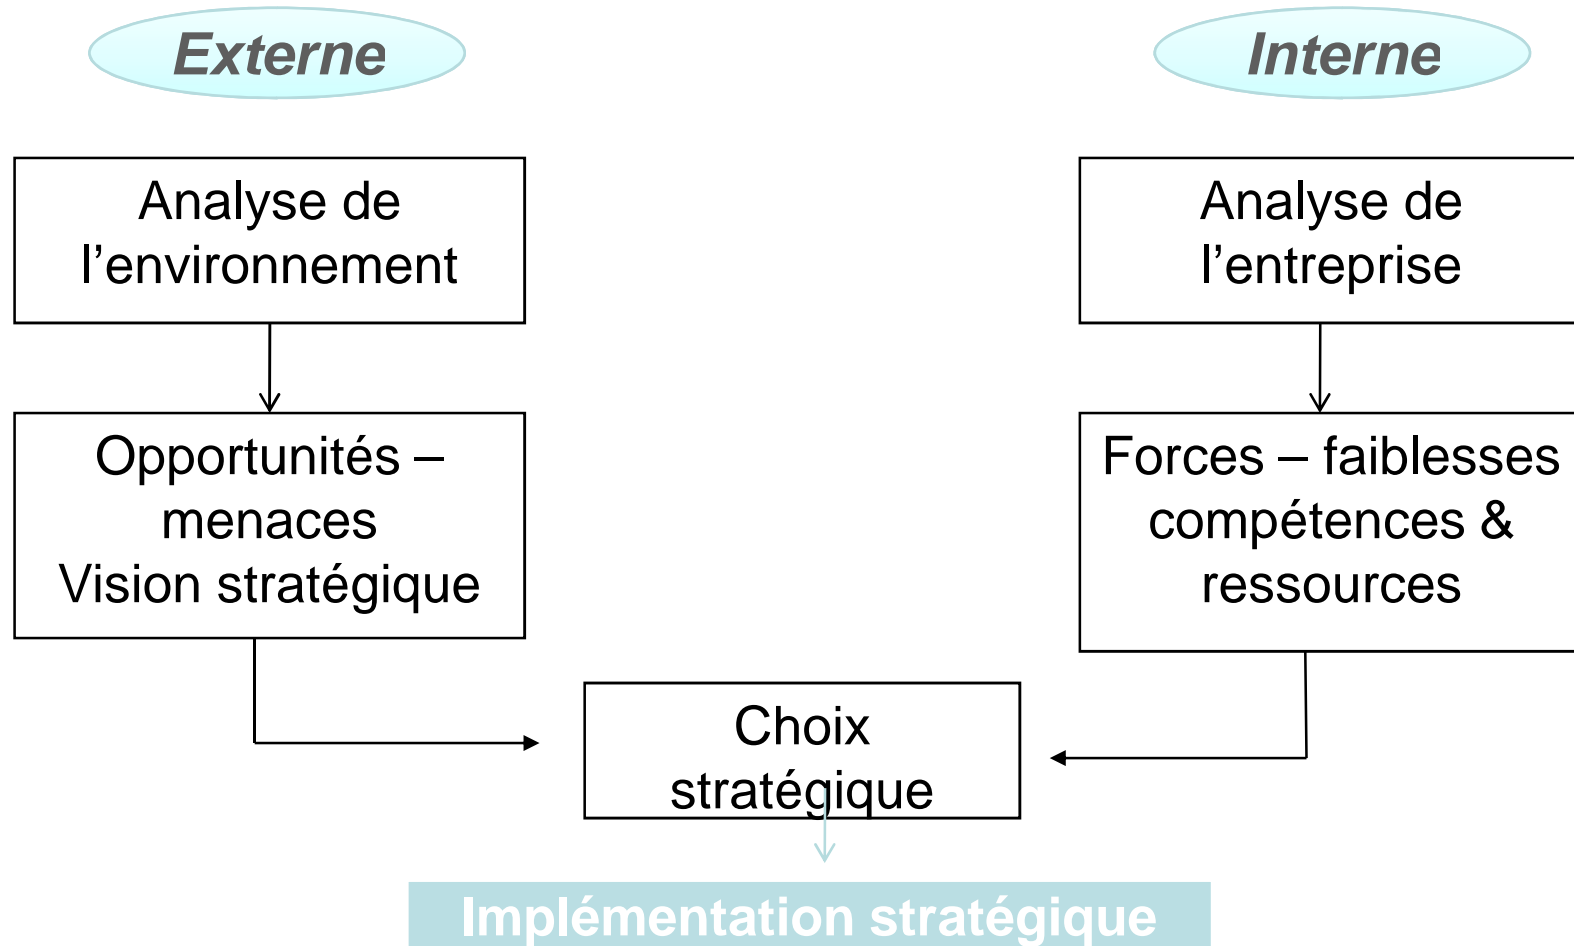 Externe
Interne
Analyse de
l’environnement
Analyse de
l’entreprise
Opportunités –
menaces
Vision stratégique
Forces – faiblesses
compétences &
ressources
Choix
stratégique
Implémentation stratégique